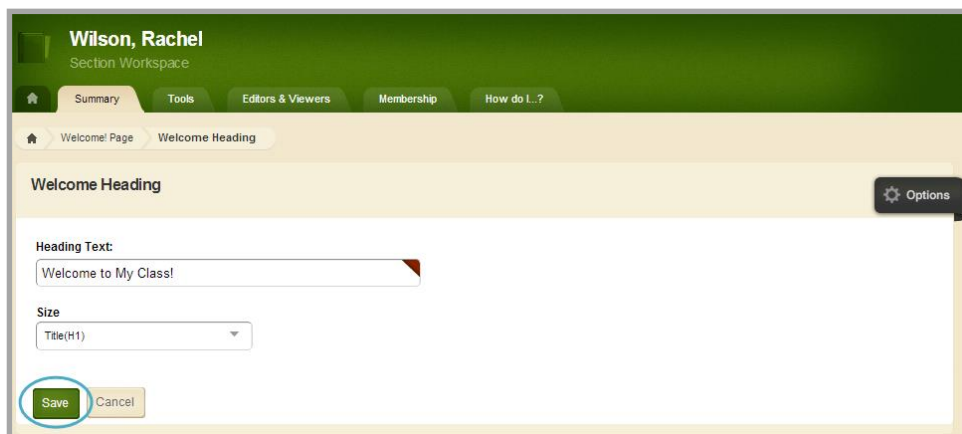 Wilson, Rachel
Section Workspace
Summary Tools Editors & Viewers Membership How do I...?
Welcome! Page Welcome Heading
Welcome Heading
Options
Heading Text:
Welcome to My Class!
Size
Title(H1)
Save Cancel